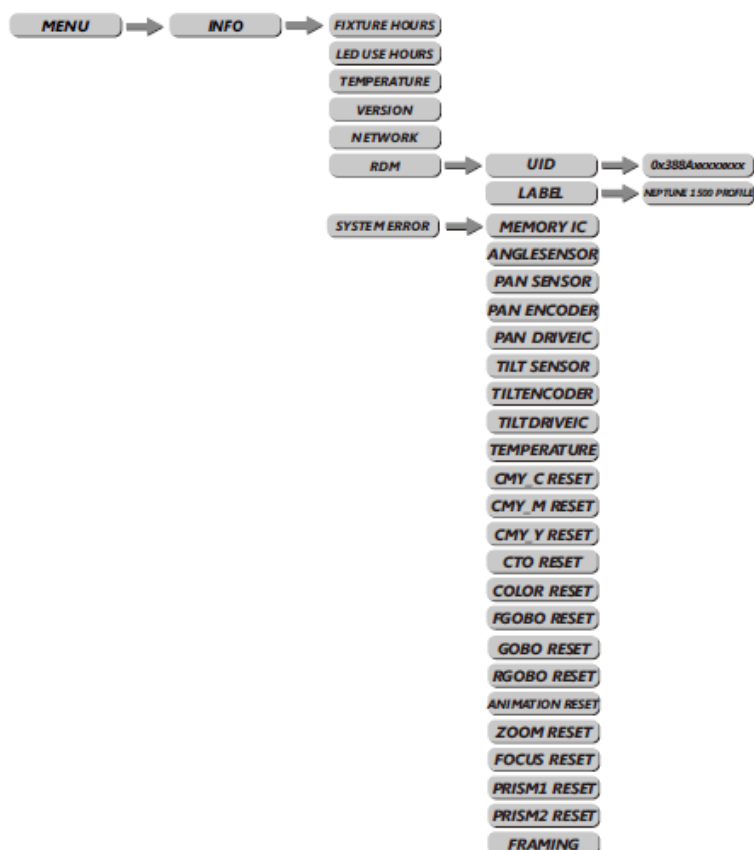 MENU INFO FIXTURE HOURS
LED USE HOURS
TEMPERATURE
VERSION
NETWORK
RDM UID 0x388Axxxxxxxx
LABEL NEPTUNE 1500 PROFILE
SYSTEM ERROR MEMORY IC
ANGLESENSOR
PAN SENSOR
PAN ENCODER
PAN DRIVEIC
TILT SENSOR
TILTENCODER
TILTDRIVEIC
TEMPERATURE
CMY_C RESET
CMY_M RESET
CMY_Y RESET
CTO RESET
COLOR RESET
FGOBO RESET
GOBO RESET
RGOBO RESET
ANIMATION RESET
ZOOM RESET
FOCUS RESET
PRISM1 RESET
PRISM2 RESET
FRAMING